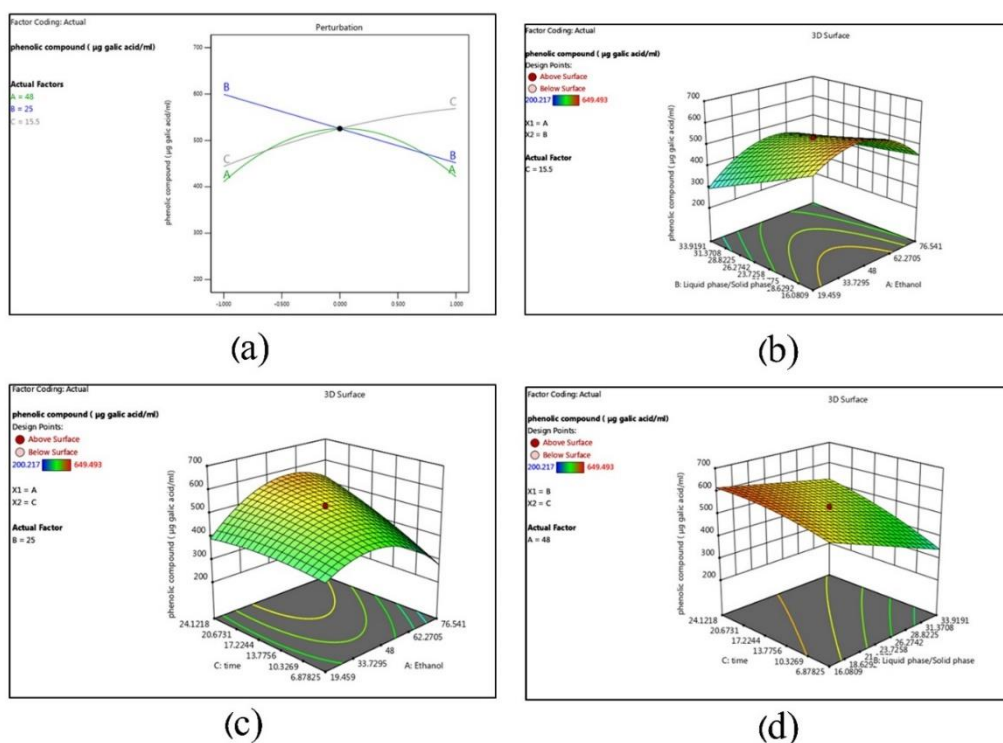 Factor Coding: Actual
Perturbation
phenolic compound ( µg galic acid/ml)
Actual Factors
A = 48
B = 25
C = 15.5
phenolic compound ( µg galic acid/ml)
700
600
500
400
300
200
B
C
C
A
B
A
-1.000
-0.500
0.000
0.500
1.000
(a)
Factor Coding: Actual
3D Surface
phenolic compound ( µg galic acid/ml)
Design Points:
Above Surface
Below Surface
200.217 649.493
X1 = A
X2 = B
Actual Factor
C = 15.5
phenolic compound ( µg galic acid/ml)
700
600
500
400
300
200
33.9191
31.3708
28.8225
26.2742
23.7258
18.6292
16.0809
B: Liquid phase/Solid phase
76.541
62.2705
48
33.7295
19.459
A: Ethanol
(b)
Factor Coding: Actual
3D Surface
phenolic compound ( µg galic acid/ml)
Design Points:
Above Surface
Below Surface
200.217 649.493
X1 = A
X2 = C
Actual Factor
B = 25
phenolic compound ( µg galic acid/ml)
700
600
500
400
300
200
24.1218
20.6731
17.2244
13.7756
10.3269
6.87825
C: time
76.541
62.2705
48
33.7295
19.459
A: Ethanol
(c)
Factor Coding: Actual
3D Surface
phenolic compound ( µg galic acid/ml)
Design Points:
Above Surface
Below Surface
200.217 649.493
X1 = B
X2 = C
Actual Factor
A = 48
phenolic compound ( µg galic acid/ml)
700
600
500
400
300
200
24.1218
20.6731
17.2244
13.7756
10.3269
6.87825
C: time
33.9191
31.3708
28.8225
26.2742
23.7258
18.6292
16.0809
B: Liquid phase/Solid phase
(d)